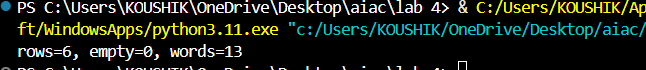 PS C:\Users\KOUSHIK\OneDrive\Desktop\aiac\lab 4> & C:/Users/KOUSHIK/Ap
ft/WindowsApps/python3.11.exe "c:/Users/KOUSHIK/OneDrive/Desktop/aiac/
rows=6, empty=0, words=13
PS C:\Users\KOUSHIK\OneDrive\Desktop\aiac\lab 4>